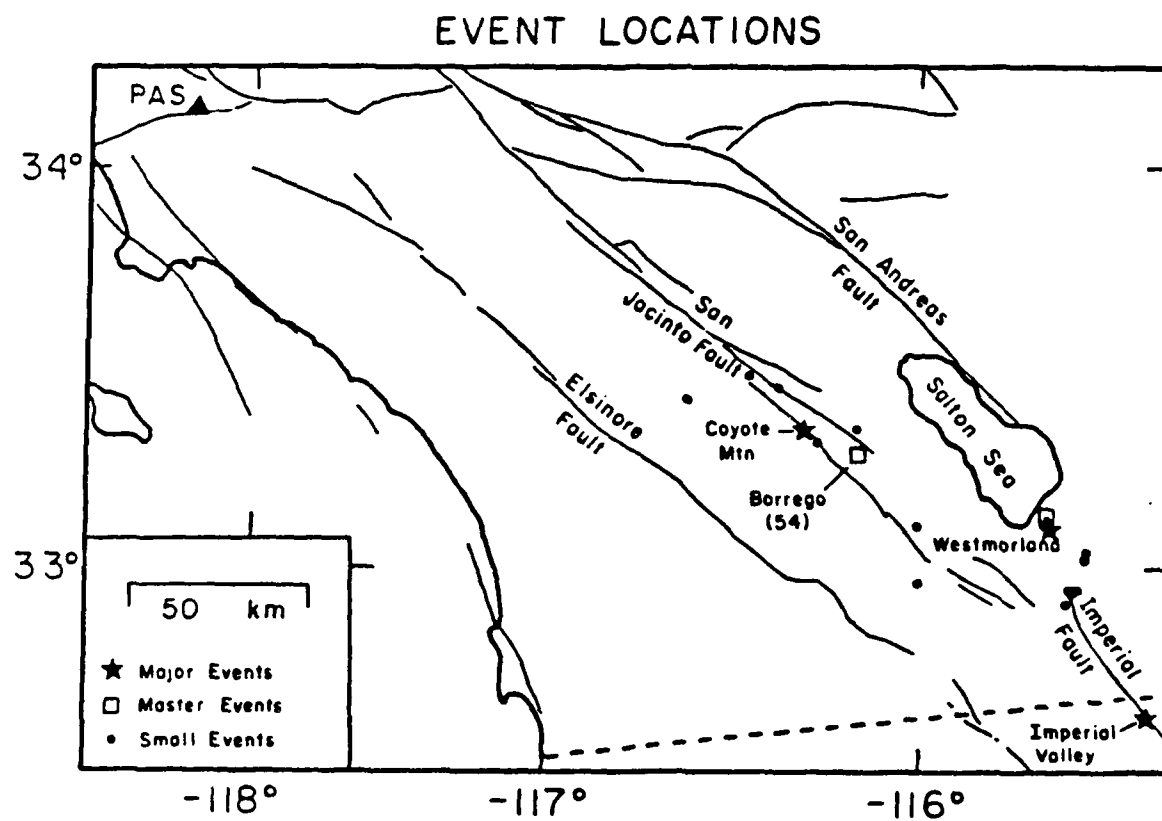 EVENT LOCATIONS
PAS
34°
San Andreas
Fault
San
Jacinto Fault
Elsinore
Fault
Salton Sea
Coyote
Mtn
Borrego
(54)
Westmorland
33°
Imperial
Fault
50 km
Major Events
Master Events
Small Events
Imperial
Valley
-118°
-117°
-116°